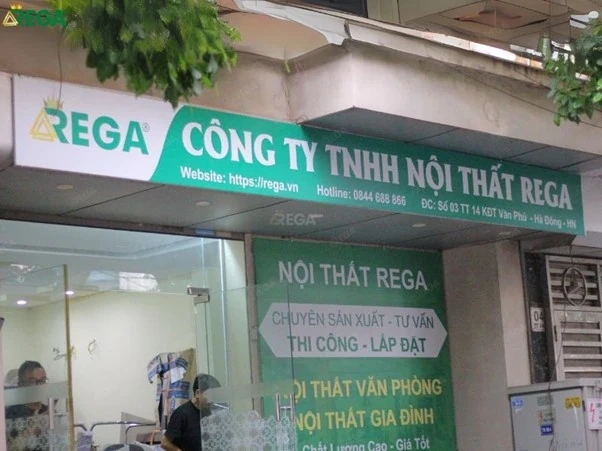 REGA
REGA®
CÔNG TY TNHH NỘI THẤT REGA
Website: https://rega.vn Hotline: 0844 688 866 ĐC: Số 03 TT 14 KĐT Văn Phú - Hà Đông - HN
REGA
NỘI THẤT REGA
CHUYÊN SẢN XUẤT - TƯ VẤN
THI CÔNG - LẮP ĐẶT
NỘI THẤT VĂN PHÒNG
NỘI THẤT GIA ĐÌNH
Chất Lượng Cao - Giá Tốt